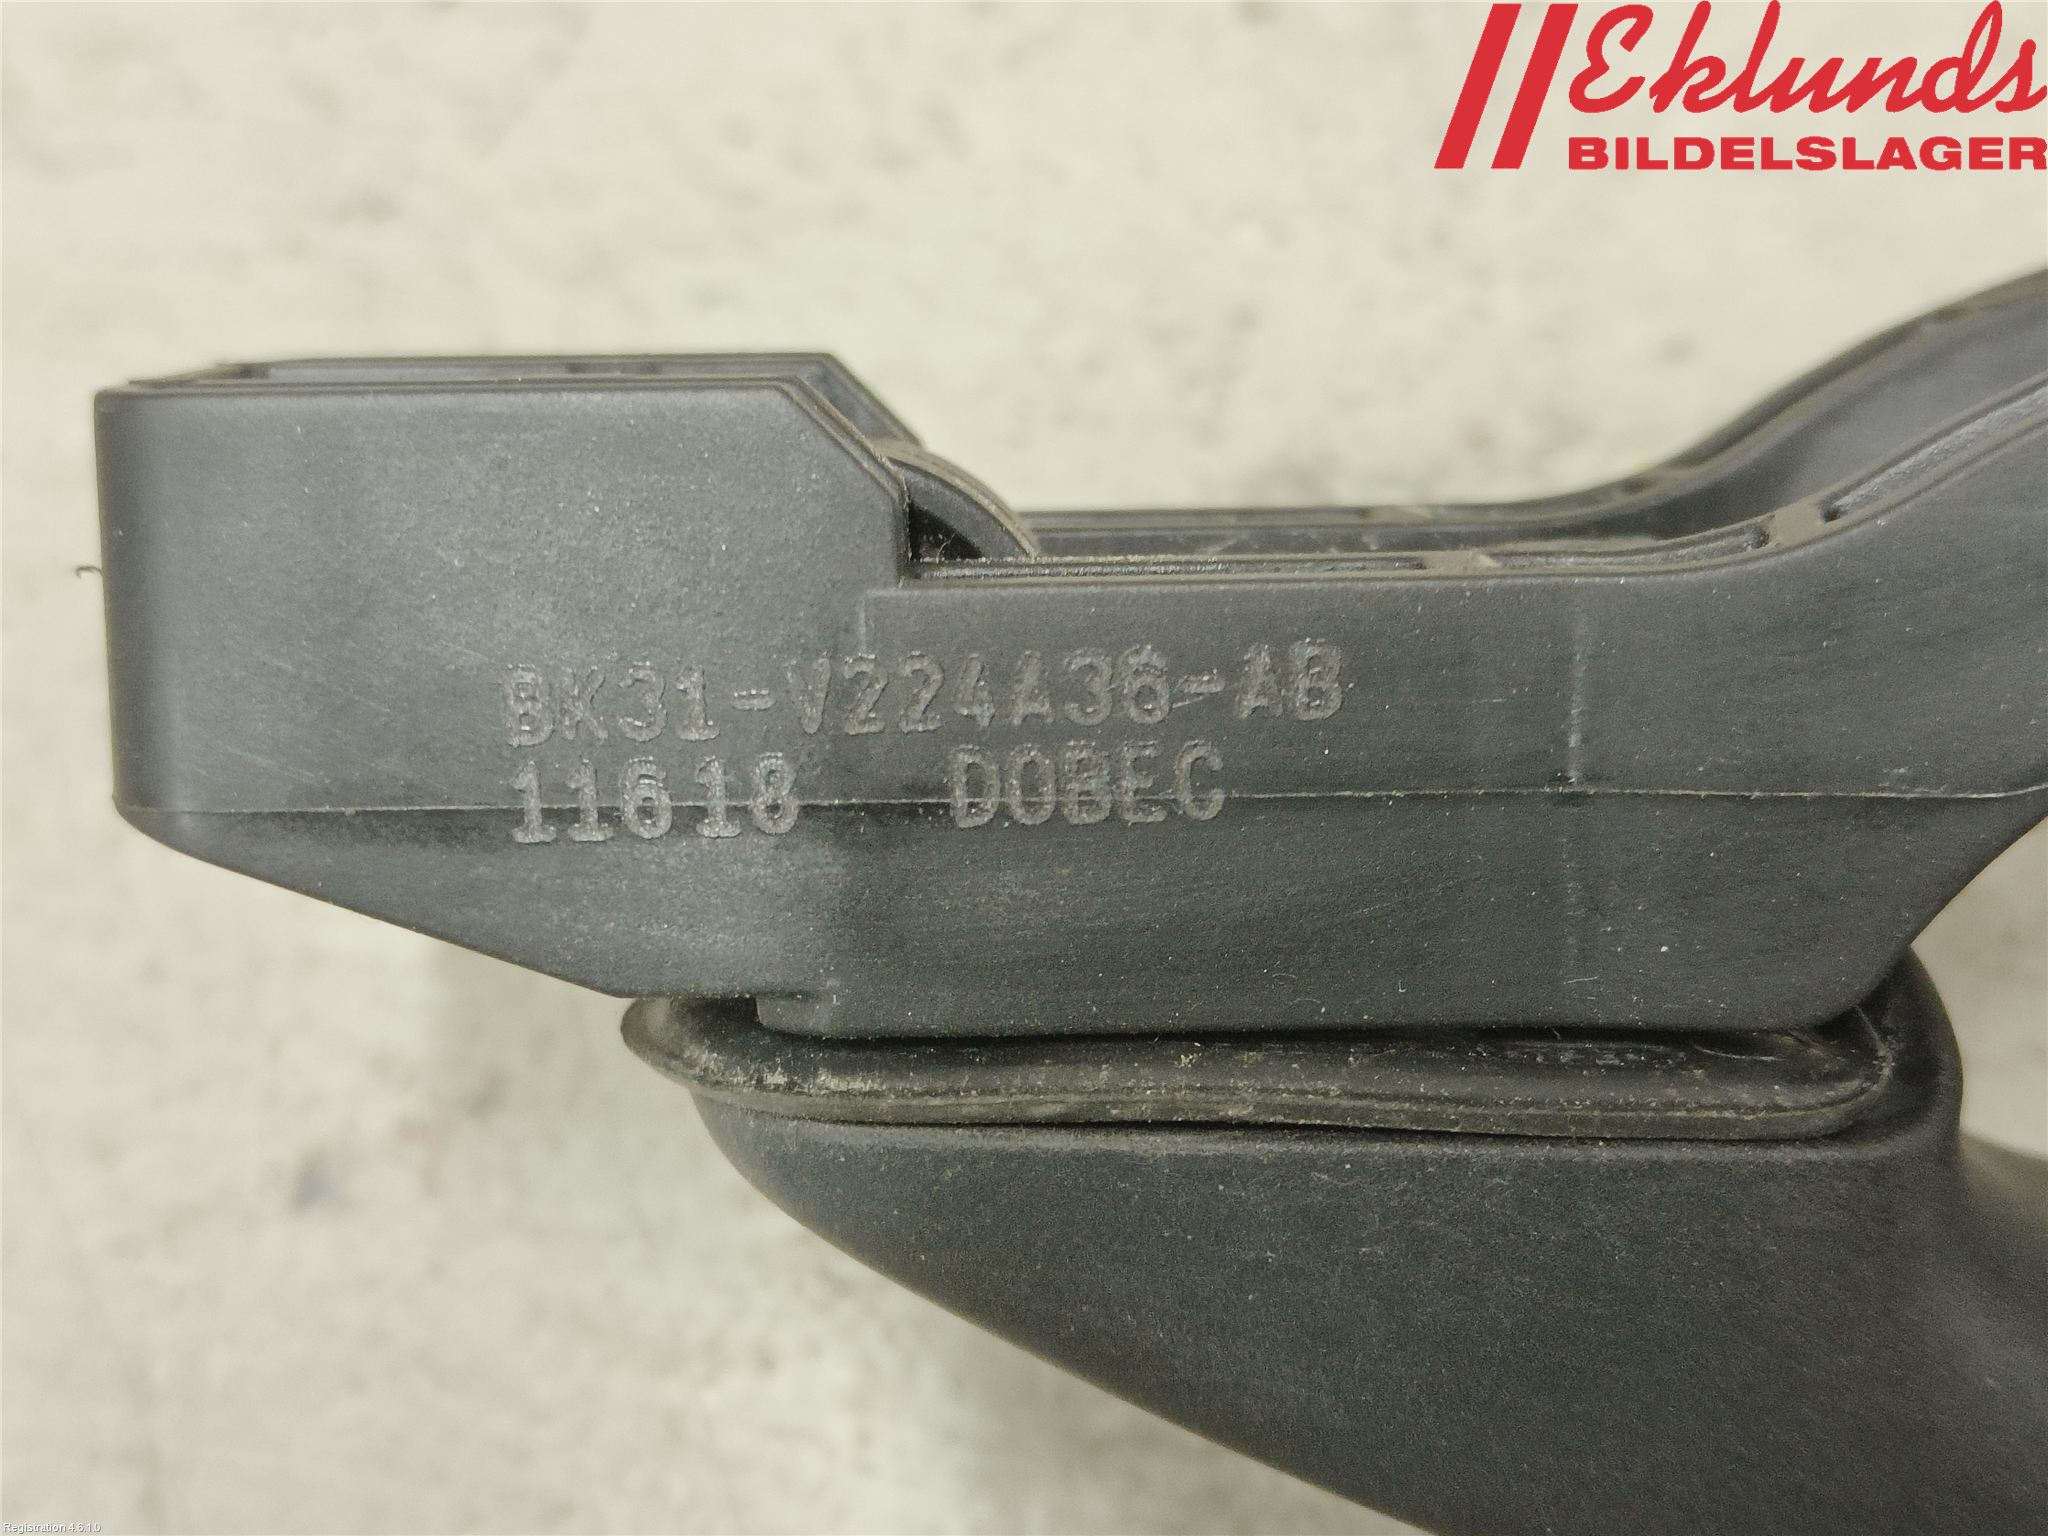 Eklunds
BILDELSLAGER
BK31-V224A36-AB
11618 DOBEC
Registration 4.6.1.0